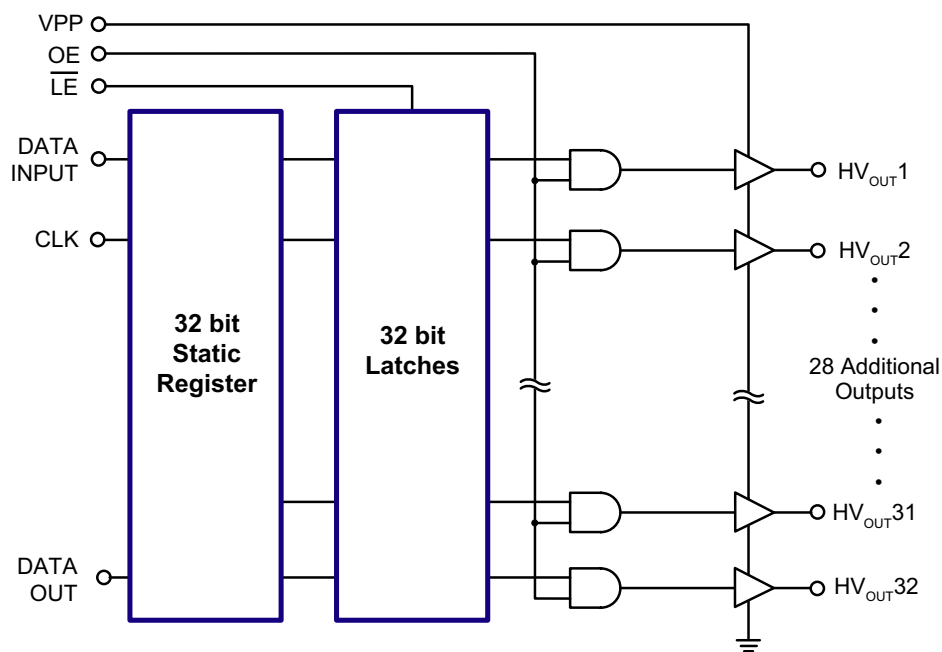 VPP
OE
L̅E̅
DATA
INPUT
CLK
32 bit
Static
Register
32 bit
Latches
DATA
OUT
HVOUT1
HVOUT2
28 Additional
Outputs
HVOUT31
HVOUT32